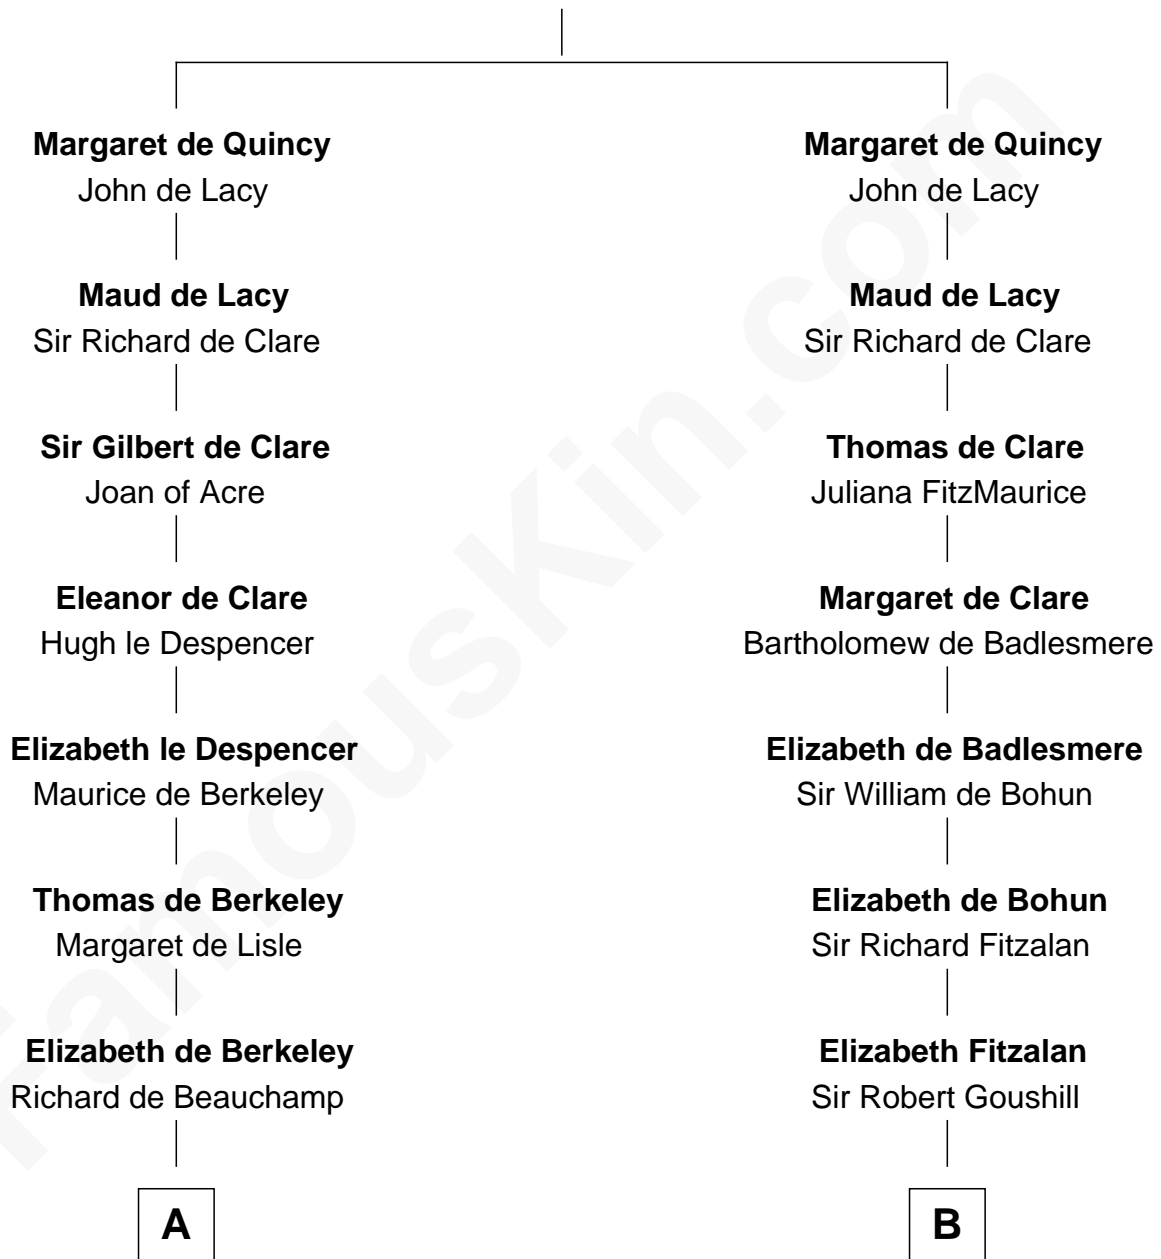 Margaret de Quincy
John de Lacy
Maud de Lacy
Sir Richard de Clare
Sir Gilbert de Clare
Joan of Acre
Eleanor de Clare
Hugh le Despencer
Elizabeth le Despencer
Maurice de Berkeley
Thomas de Berkeley
Margaret de Lisle
Elizabeth de Berkeley
Richard de Beauchamp
A
Margaret de Quincy
John de Lacy
Maud de Lacy
Sir Richard de Clare
Thomas de Clare
Juliana FitzMaurice
Margaret de Clare
Bartholomew de Badlesmere
Elizabeth de Badlesmere
Sir William de Bohun
Elizabeth de Bohun
Sir Richard Fitzalan
Elizabeth Fitzalan
Sir Robert Goushill
B
FamousKin.com